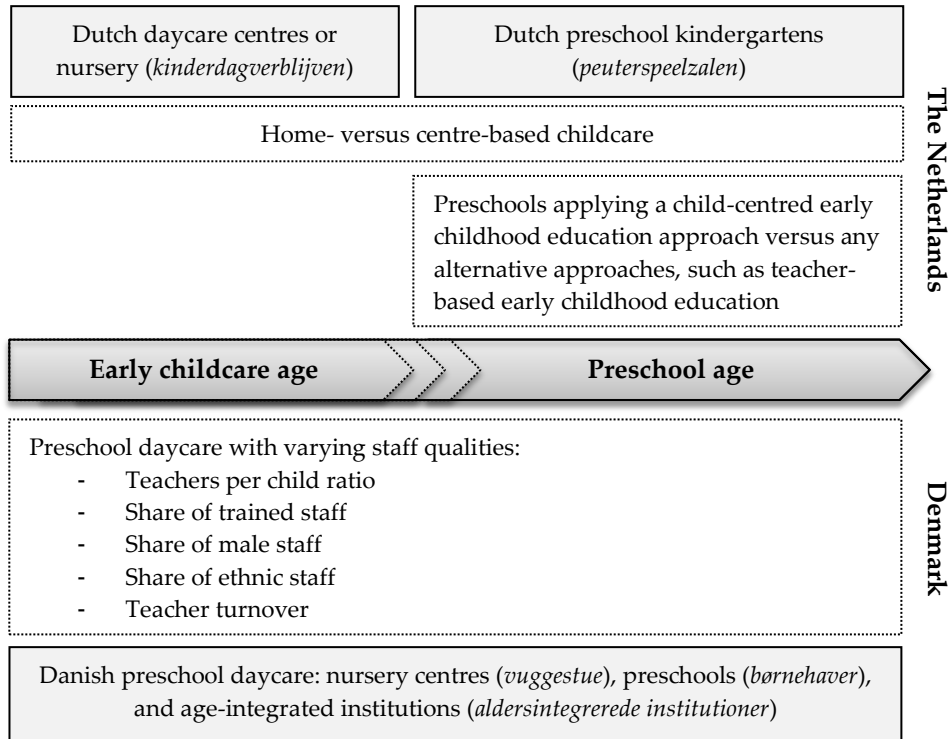 Dutch daycare centres or
nursery (kinderdagverblijven)
Dutch preschool kindergartens
(peuterspeelzalen)
Home- versus centre-based childcare
Preschools applying a child-centred early
childhood education approach versus any
alternative approaches, such as teacher-
based early childhood education
The Netherlands
Early childcare age
Preschool age
Preschool daycare with varying staff qualities:
- Teachers per child ratio
- Share of trained staff
- Share of male staff
- Share of ethnic staff
- Teacher turnover
Denmark
Danish preschool daycare: nursery centres (vuggestue), preschools (børnehaver),
and age-integrated institutions (aldersintegrerede institutioner)